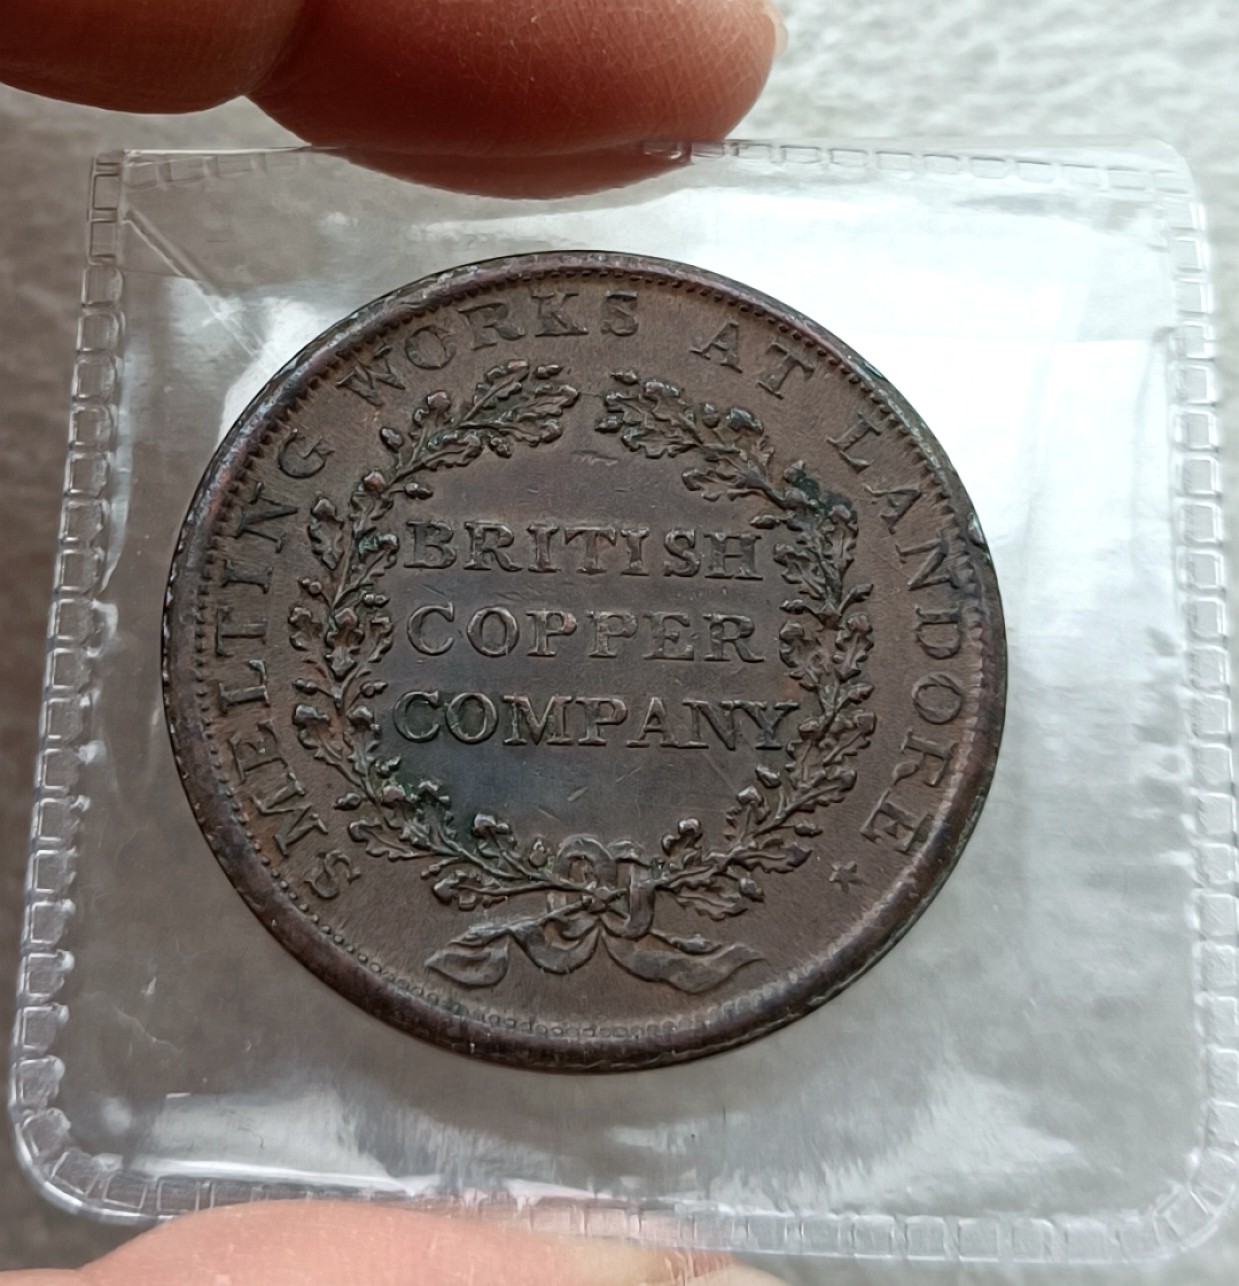 SMELTING WORKS AT LANDORE
BRITISH
COPPER
COMPANY